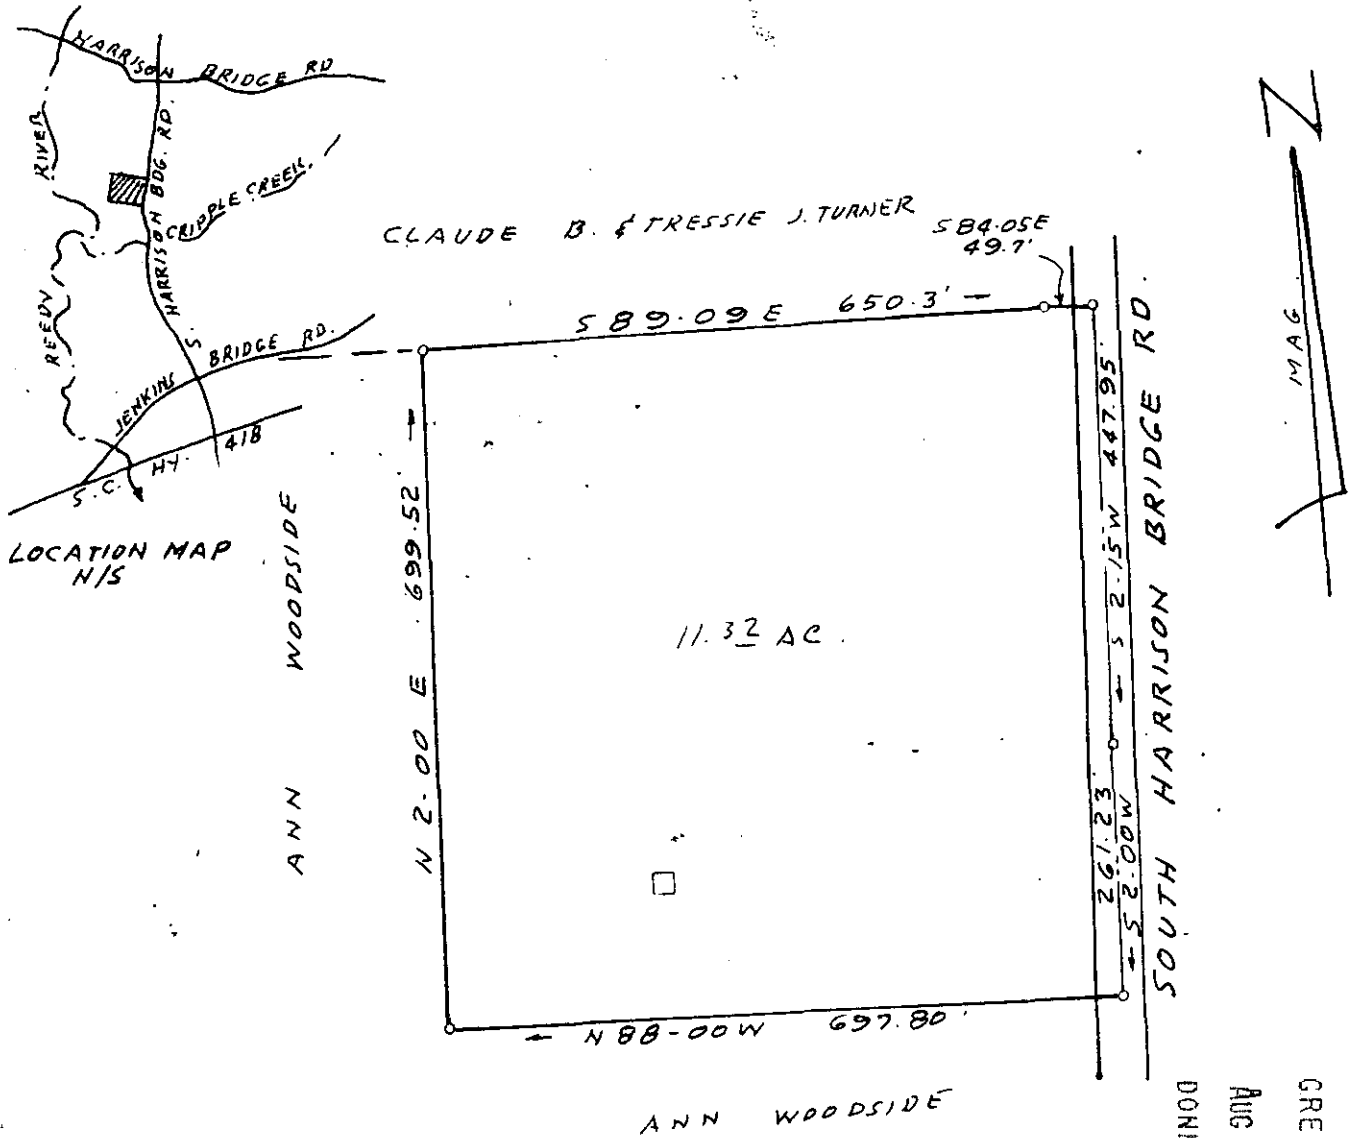 HARRISON BRIDGE RD
RIVER
HARRISON BDG. RD.
CRIPPLE CREEK.
REEDY
S.
JENKINS BRIDGE RD.
S.C. HY. 418
LOCATION MAP
N/S
CLAUDE B. & TRESSIE J. TURNER
S84.05E
49.7'
S 89.09 E 650.3'
MAG
N 2-00 E 699.52'
ANN WOODSIDE
11.32 AC.
S 2-15 W 447.95
261.23
S 2-00W
SOUTH HARRISON BRIDGE RD.
N 88-00 W 697.80'
ANN WOODSIDE
GRE
AUG